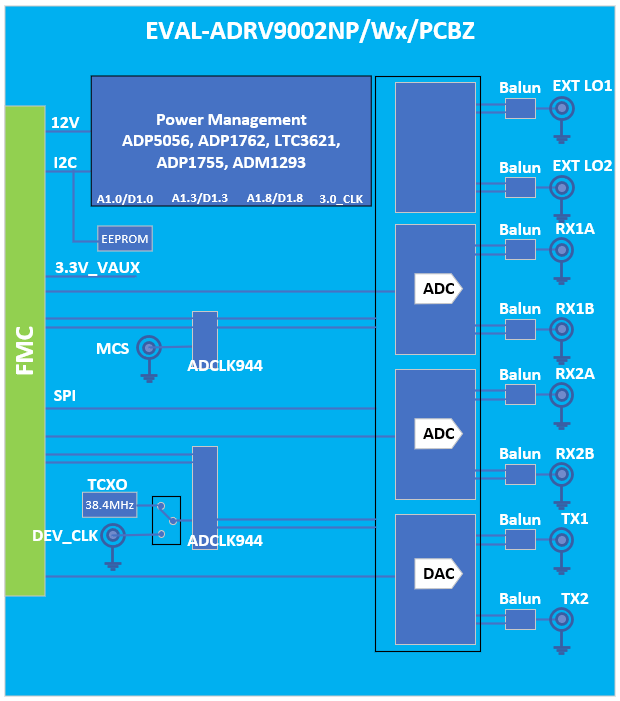 EVAL-ADRV9002NP/Wx/PCBZ
Power Management
ADP5056, ADP1762, LTC3621,
ADP1755, ADM1293
A1.0/D1.0 A1.3/D1.3 A1.8/D1.8 3.0_CLK
FMC
12V
I2C
EEPROM
3.3V_VAUX
MCS
ADCLK944
SPI
TCXO
38.4MHz
DEV_CLK
ADCLK944
ADC
ADC
DAC
Balun EXT LO1
Balun EXT LO2
Balun RX1A
Balun RX1B
Balun RX2A
Balun RX2B
Balun TX1
Balun TX2